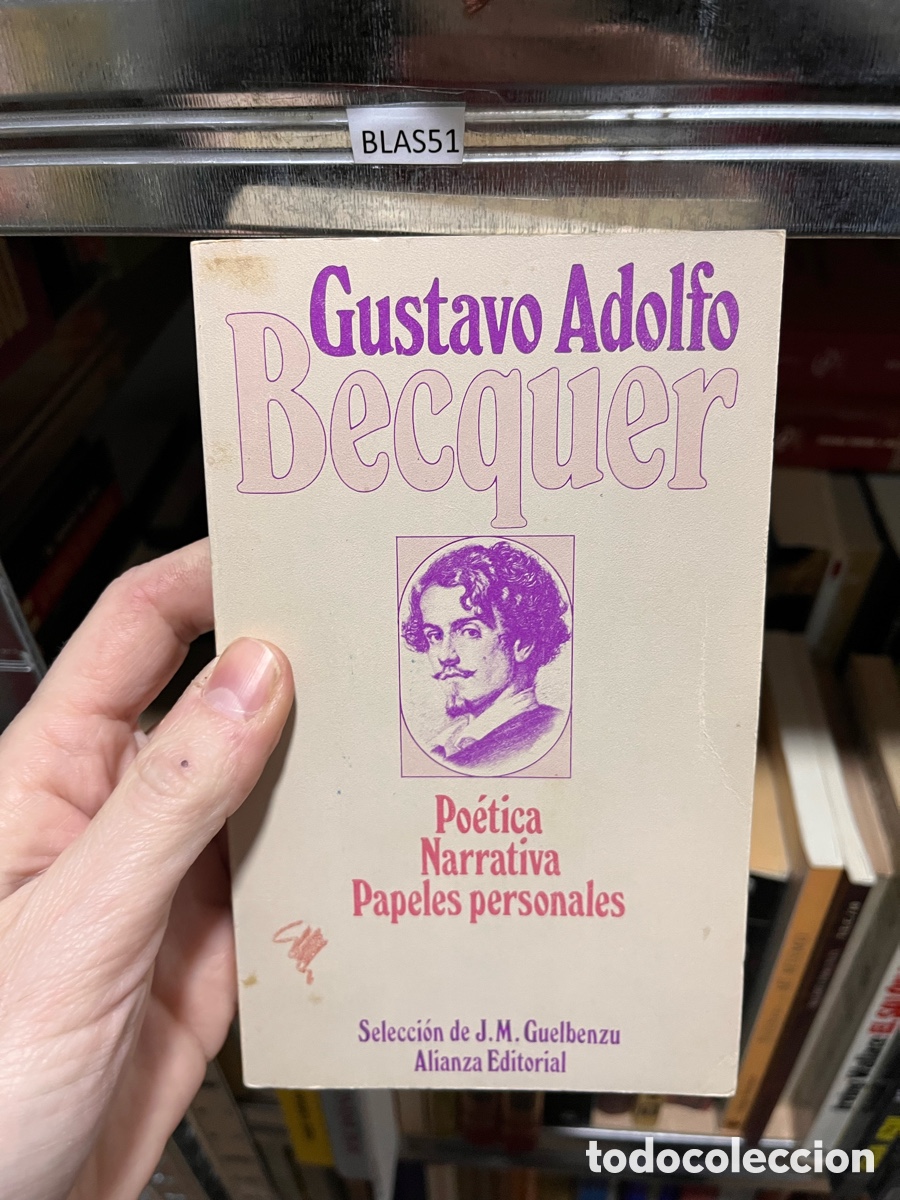 BLAS51
Gustavo Adolfo
Becquer
Poética
Narrativa
Papeles personales
Selección de J.M. Guelbenzu
Alianza Editorial
todocoleccion